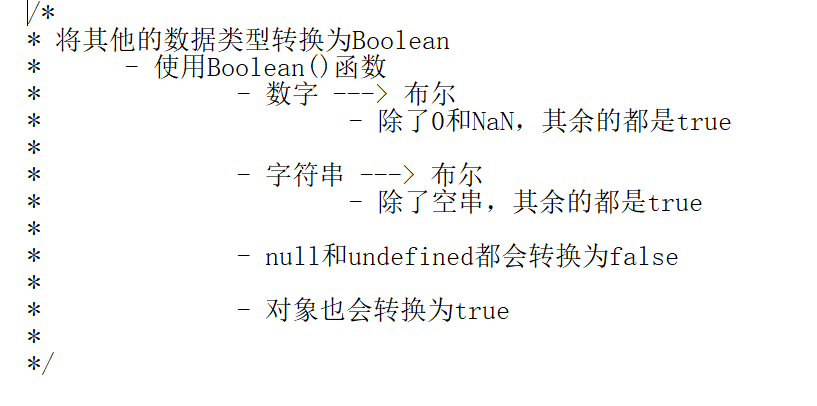 /*
* 将其他的数据类型转换为Boolean
* - 使用Boolean()函数
* - 数字 ---> 布尔
* - 除了0和NaN，其余的都是true
*
* - 字符串 ---> 布尔
* - 除了空串，其余的都是true
*
* - null和undefined都会转换为false
*
* - 对象也会转换为true
*
*/